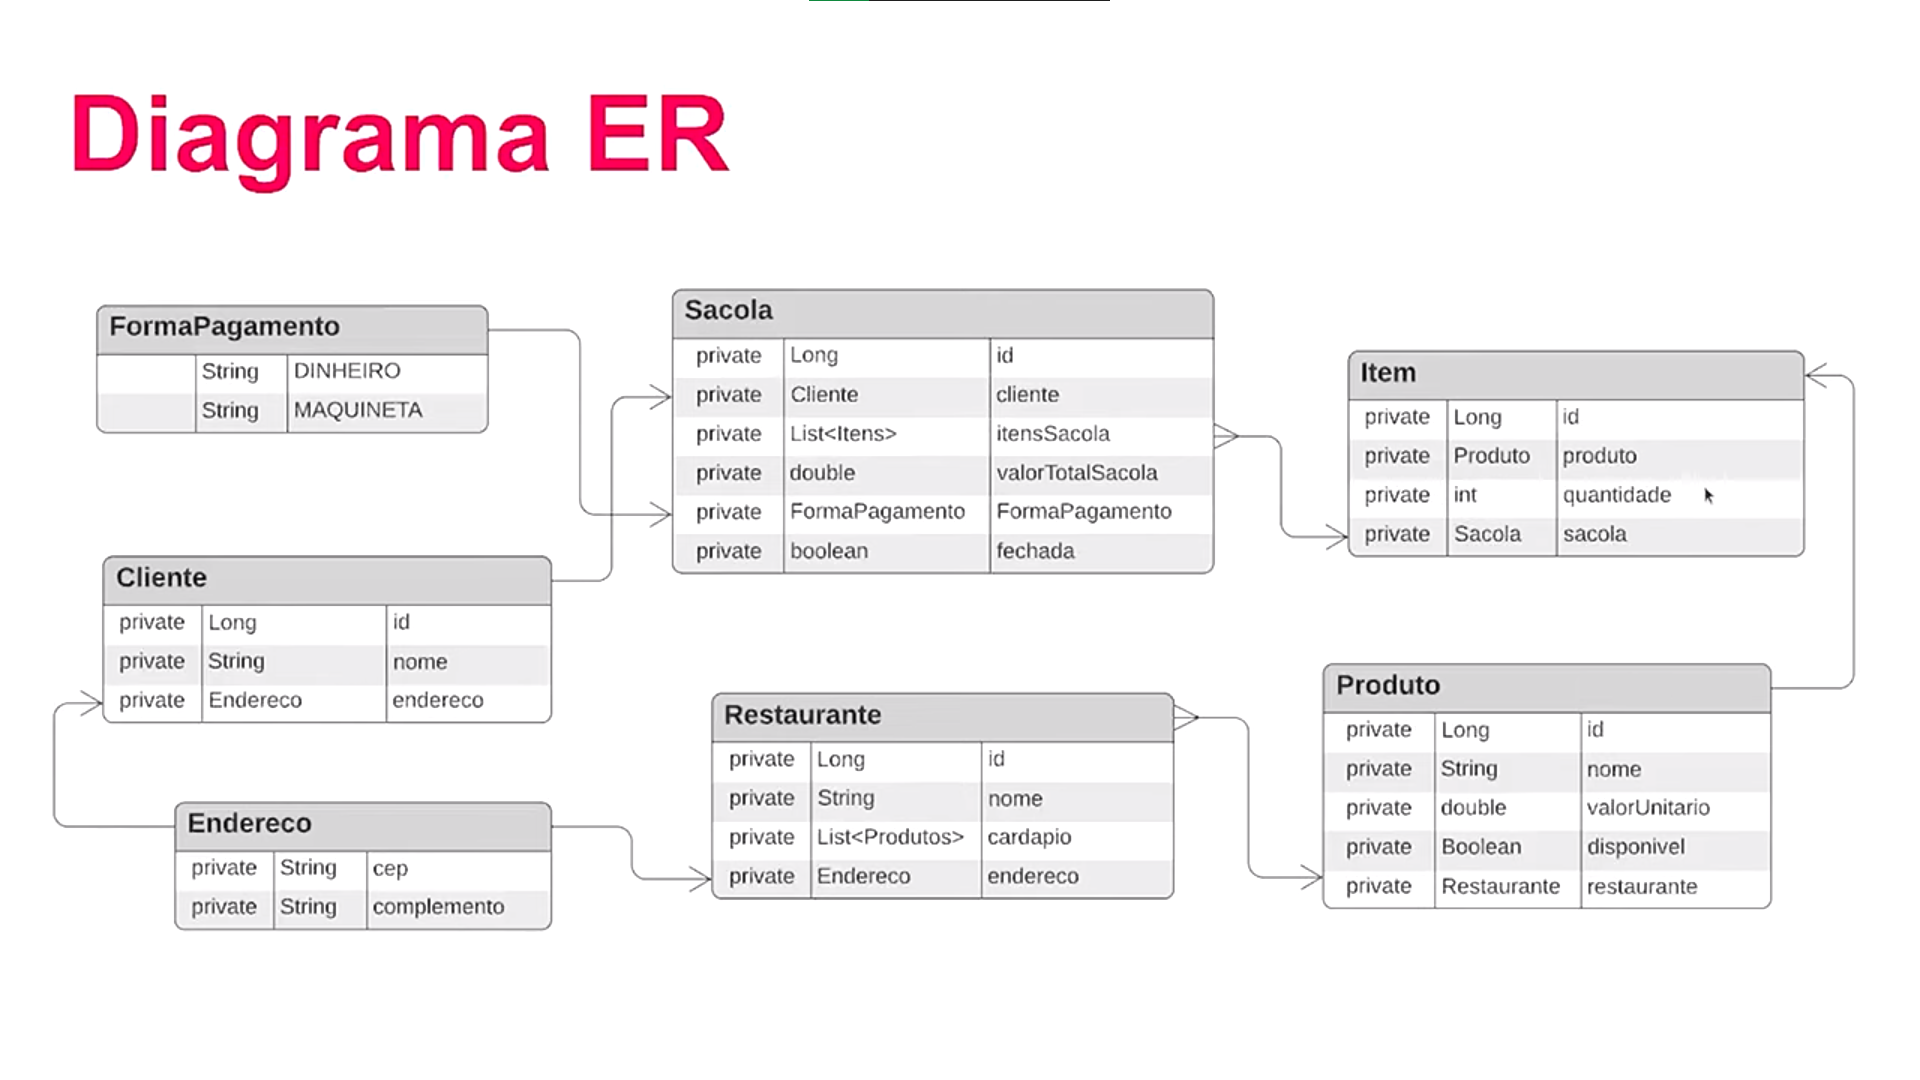 Diagrama ER
FormaPagamento
String DINHEIRO
String MAQUINETA
Sacola
private Long id
private Cliente cliente
private List<Itens> itensSacola
private double valorTotalSacola
private FormaPagamento FormaPagamento
private boolean fechada
Item
private Long id
private Produto produto
private int quantidade
private Sacola sacola
Cliente
private Long id
private String nome
private Endereco endereco
Endereco
private String cep
private String complemento
Restaurante
private Long id
private String nome
private List<Produtos> cardapio
private Endereco endereco
Produto
private Long id
private String nome
private double valorUnitario
private Boolean disponivel
private Restaurante restaurante